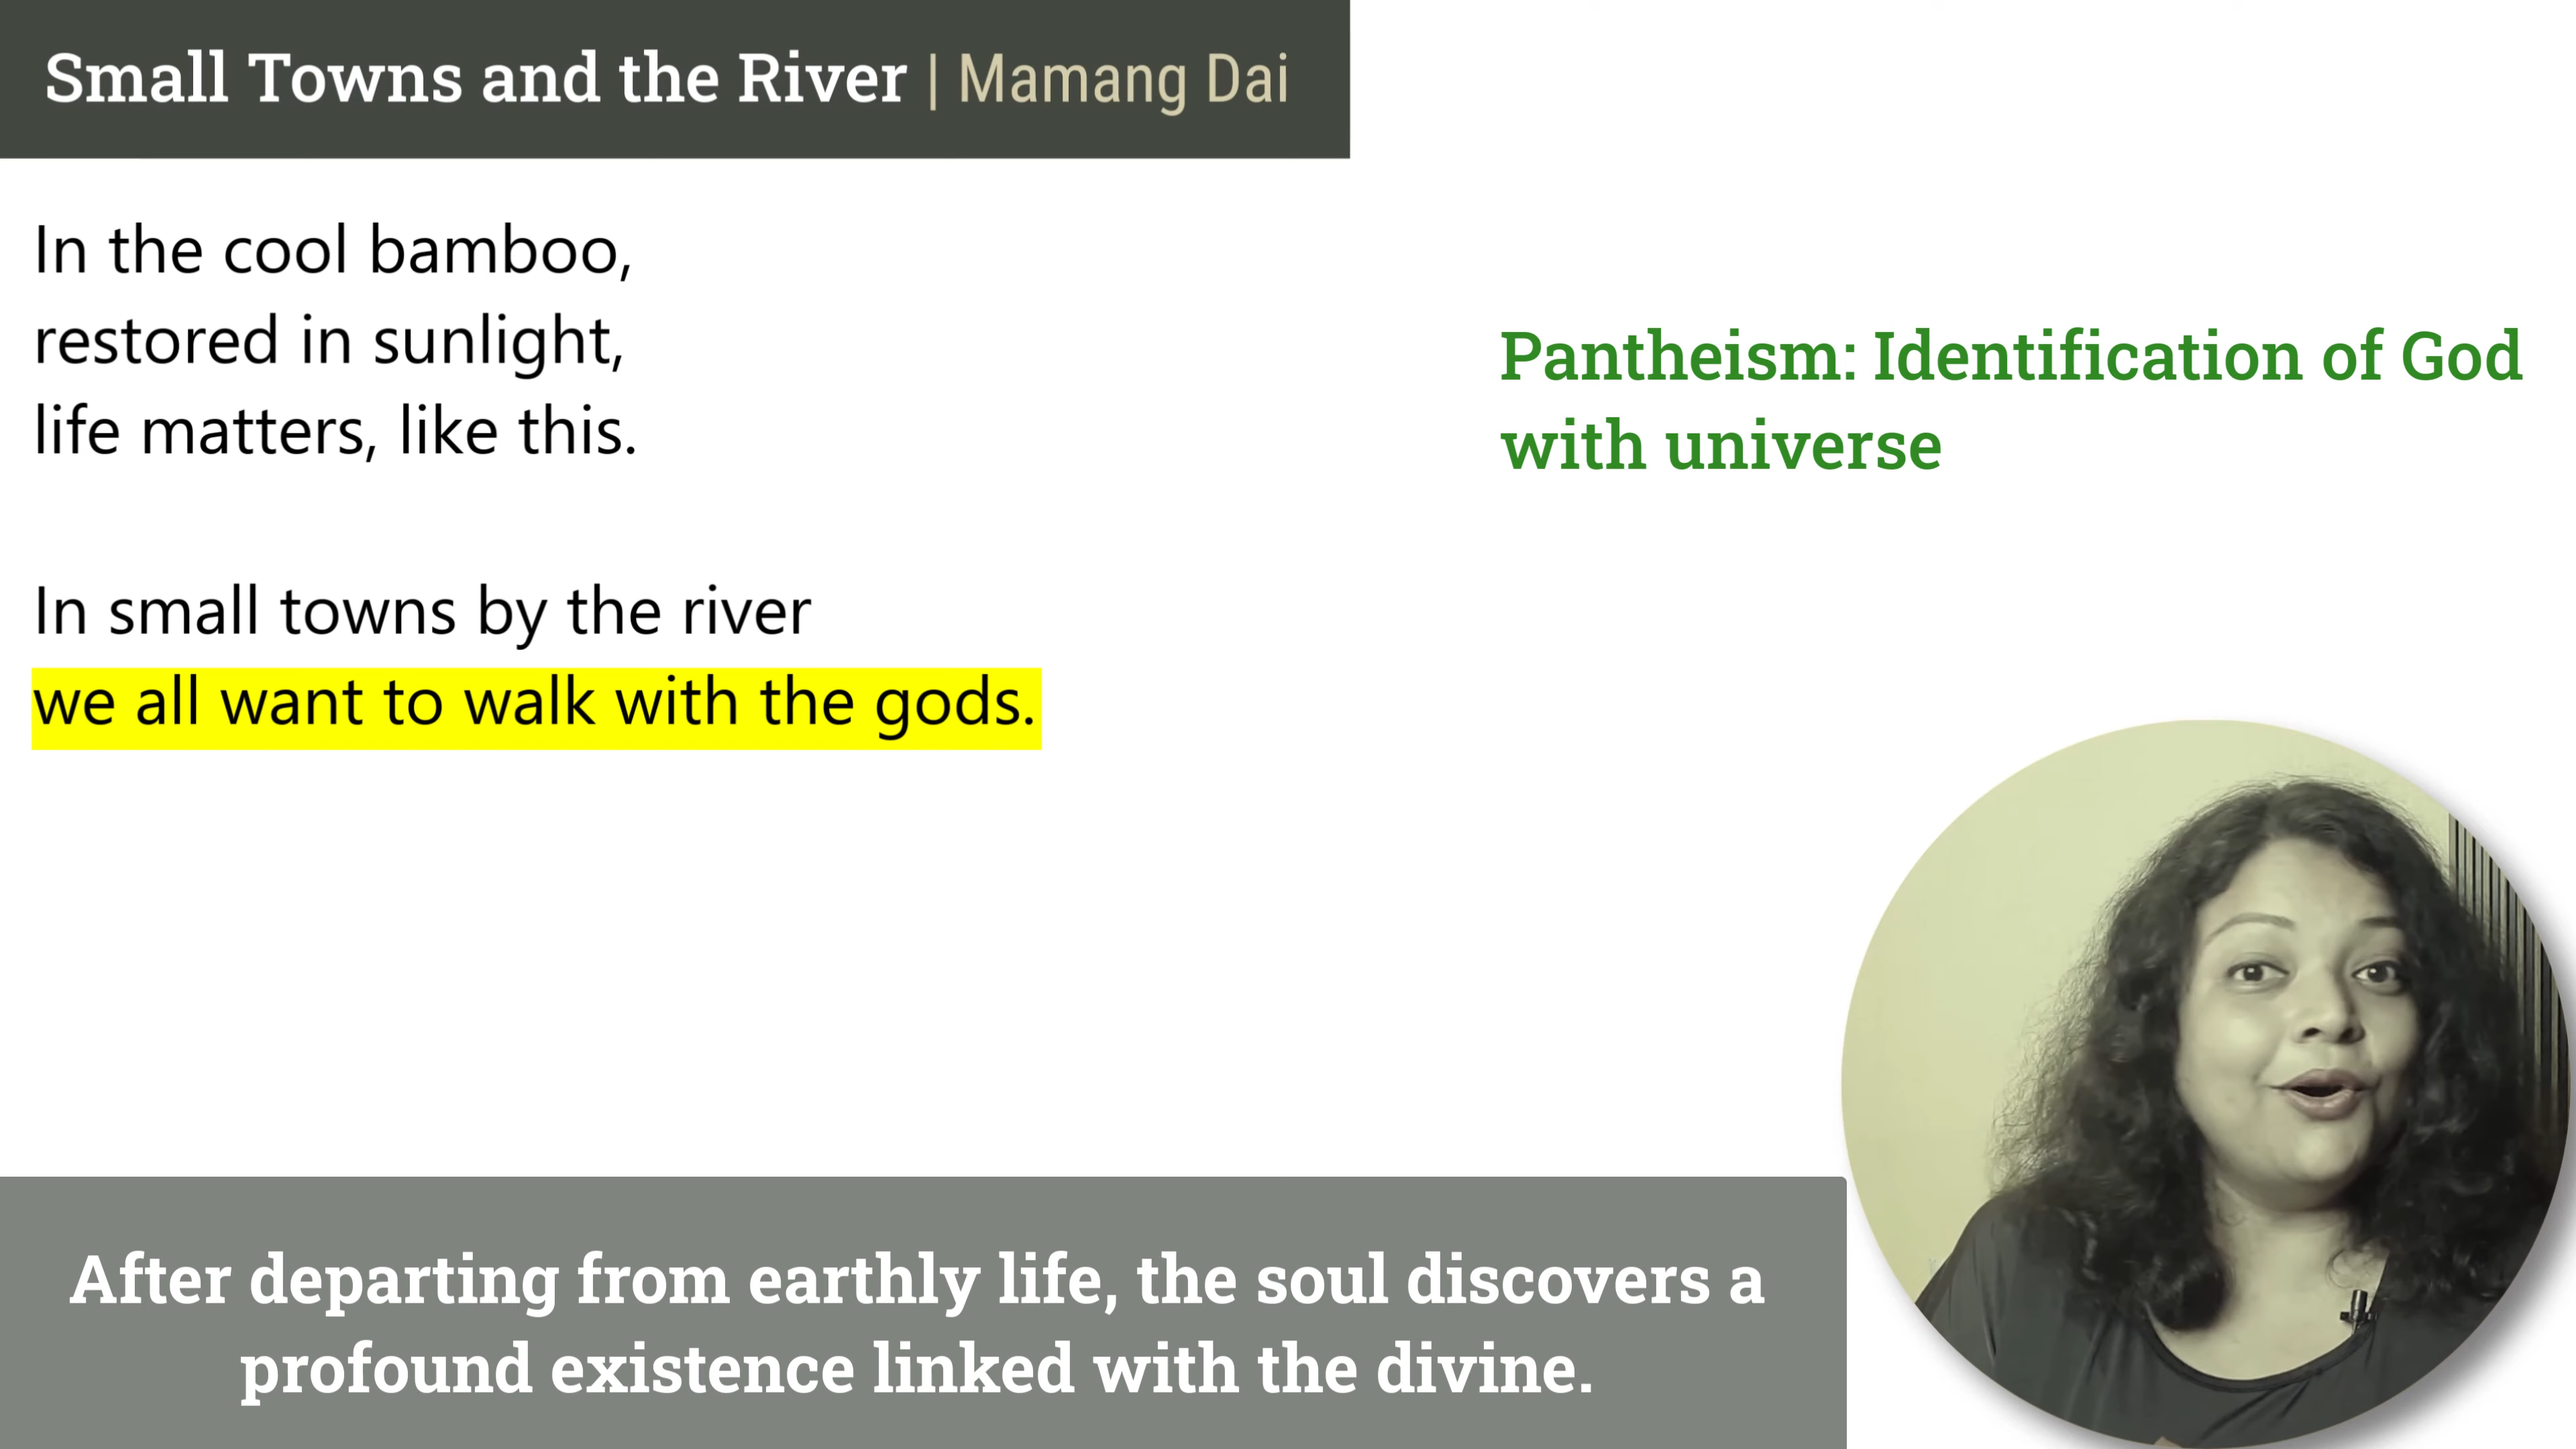 Small Towns and the River | Mamang Dai
In the cool bamboo,
restored in sunlight,
life matters, like this.
In small towns by the river
we all want to walk with the gods.
Pantheism: Identification of God
with universe
After departing from earthly life, the soul discovers a
profound existence linked with the divine.